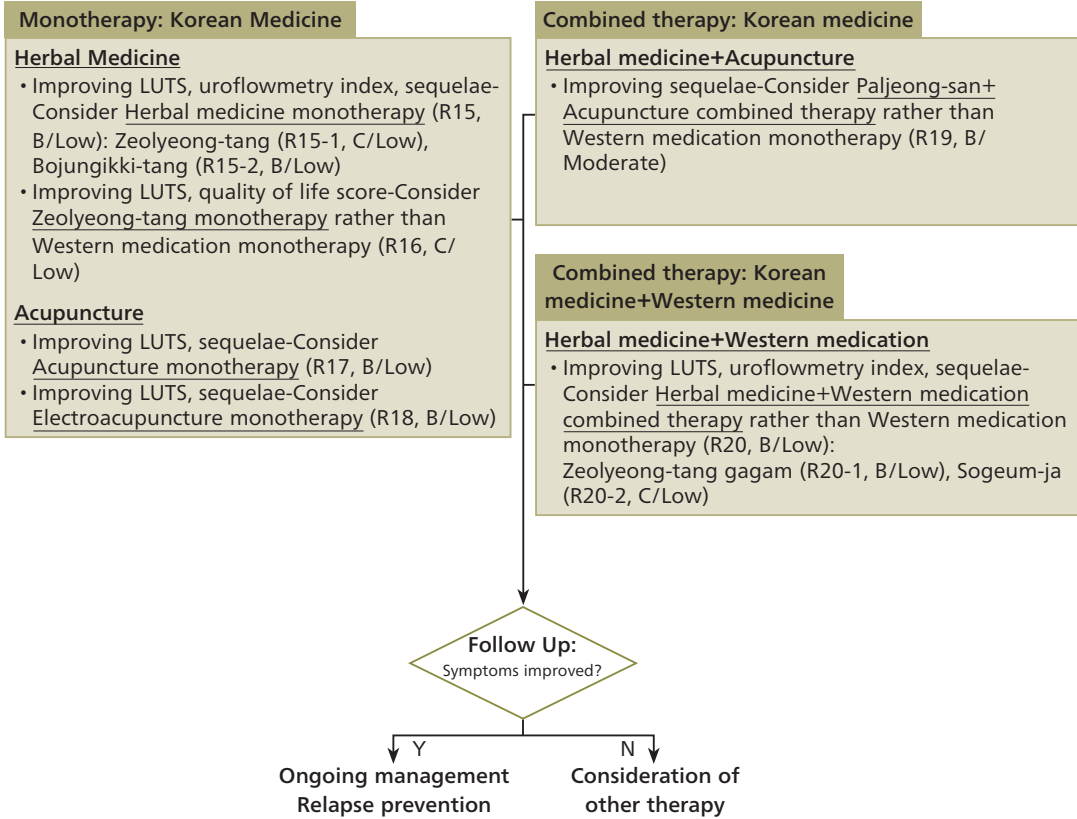 Monotherapy: Korean Medicine
Herbal Medicine
• Improving LUTS, uroflowmetry index, sequelae-
Consider Herbal medicine monotherapy (R15,
B/Low): Zeolyeong-tang (R15-1, C/Low),
Bojungikki-tang (R15-2, B/Low)
• Improving LUTS, quality of life score-Consider
Zeolyeong-tang monotherapy rather than
Western medication monotherapy (R16, C/
Low)
Acupuncture
• Improving LUTS, sequelae-Consider
Acupuncture monotherapy (R17, B/Low)
• Improving LUTS, sequelae-Consider
Electroacupuncture monotherapy (R18, B/Low)
Combined therapy: Korean medicine
Herbal medicine+Acupuncture
• Improving sequelae-Consider Paljeong-san+
Acupuncture combined therapy rather than
Western medication monotherapy (R19, B/
Moderate)
Combined therapy: Korean
medicine+Western medicine
Herbal medicine+Western medication
• Improving LUTS, uroflowmetry index, sequelae-
Consider Herbal medicine+Western medication
combined therapy rather than Western medication
monotherapy (R20, B/Low):
Zeolyeong-tang gagam (R20-1, B/Low), Sogeum-ja
(R20-2, C/Low)
Follow Up:
Symptoms improved?
Y
N
Ongoing management
Relapse prevention
Consideration of
other therapy